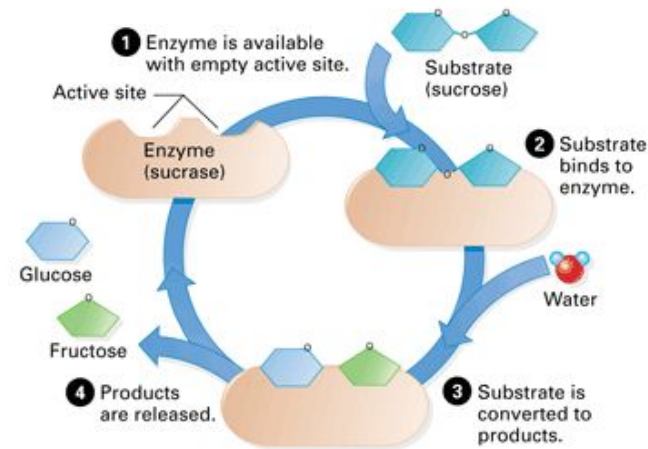 1 Enzyme is available
with empty active site.
Substrate
(sucrose)
Active site
Enzyme
(sucrase)
2 Substrate
binds to
enzyme.
Glucose
Water
Fructose
4 Products
are released.
3 Substrate is
converted to
products.
O
O
O
O
O
O
O
O
O
O